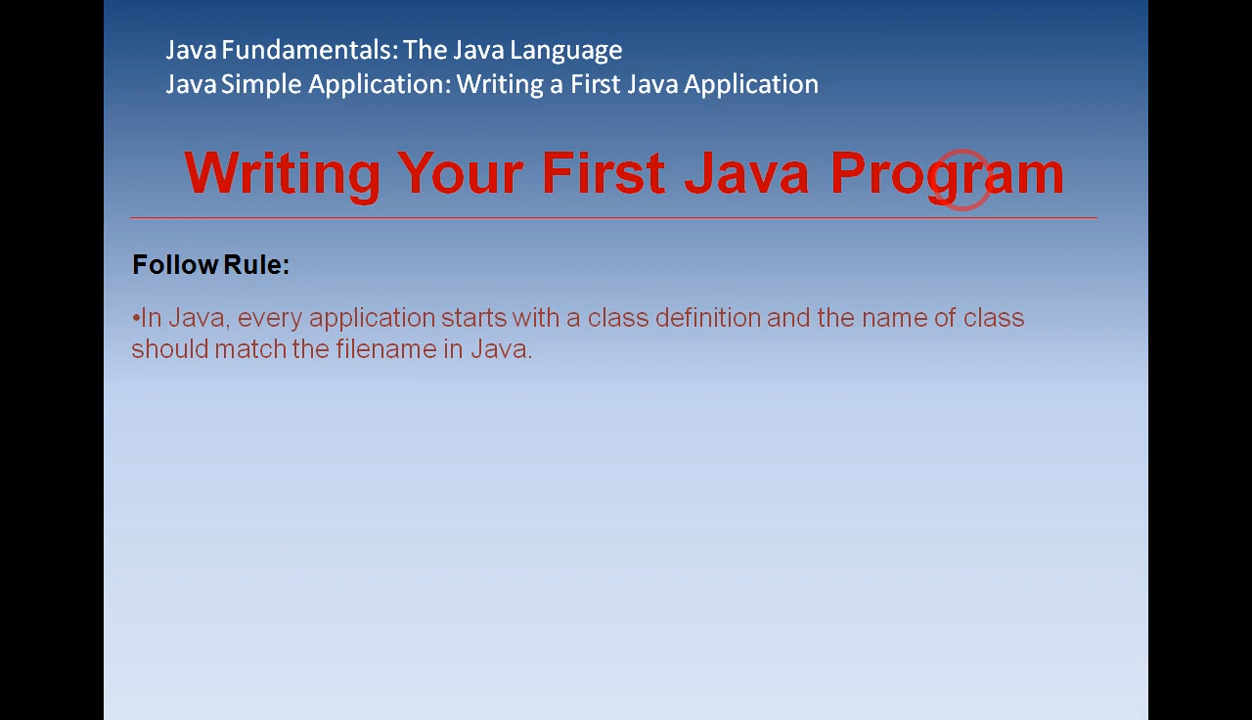 Java Fundamentals: The Java Language
Java Simple Application: Writing a First Java Application
Writing Your First Java Program
Follow Rule:
•In Java, every application starts with a class definition and the name of class
should match the filename in Java.